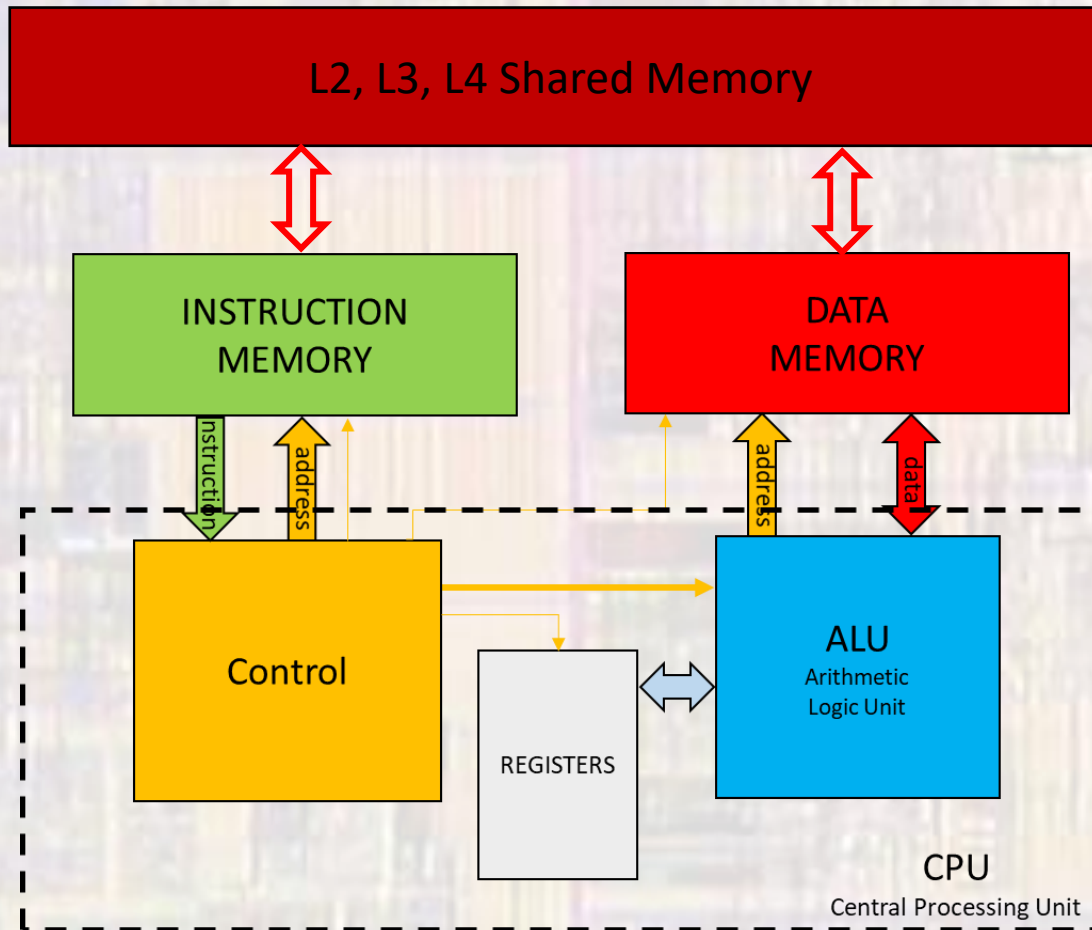 L2, L3, L4 Shared Memory
INSTRUCTION
MEMORY
DATA
MEMORY
nstruction
address
address
data
Control
ALU
Arithmetic
Logic Unit
REGISTERS
CPU
Central Processing Unit